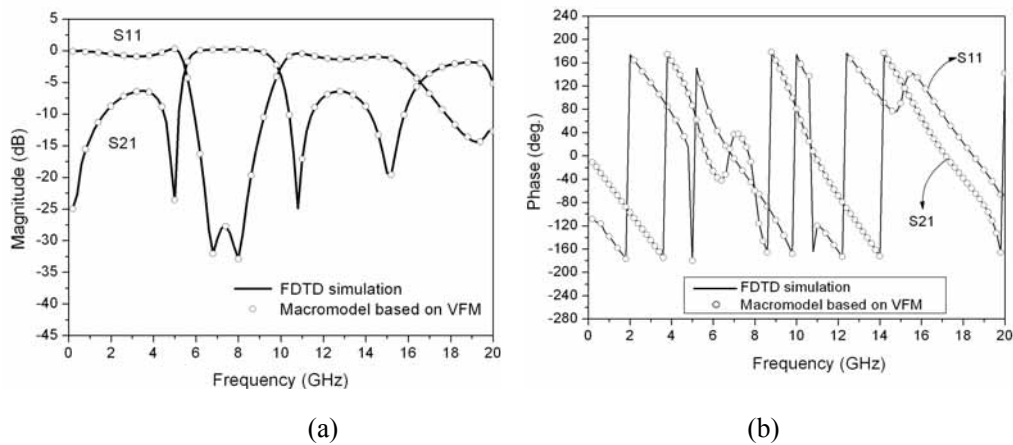 S11
S21
Magnitude (dB)
5
0
-5
-10
-15
-20
-25
-30
-35
-40
-45
FDTD simulation
Macromodel based on VFM
0 2 4 6 8 10 12 14 16 18 20
Frequency (GHz)
(a)
S11
S21
Phase (deg.)
280
240
200
160
120
80
40
0
-40
-80
-120
-160
-200
-240
-280
FDTD simulation
Macromodel based on VFM
0 2 4 6 8 10 12 14 16 18 20
Frequency (GHz)
(b)